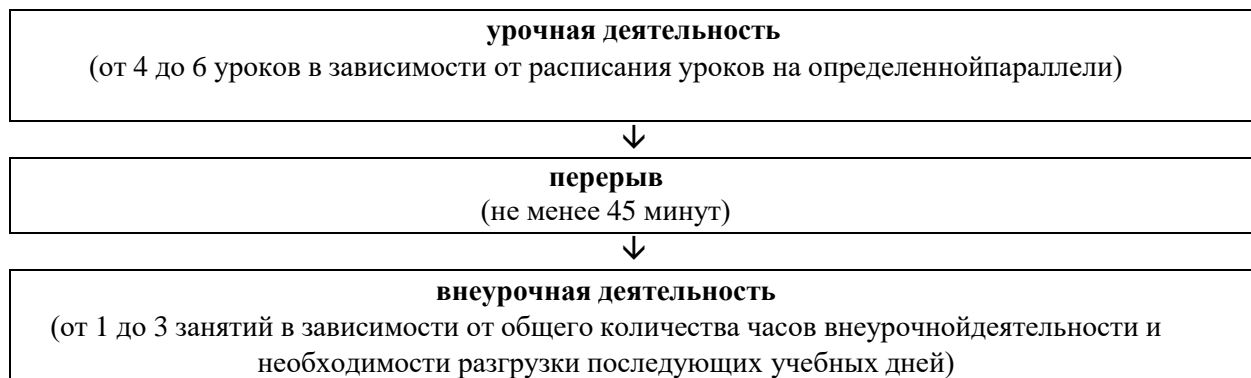 урочная деятельность
(от 4 до 6 уроков в зависимости от расписания уроков на определеннойпараллели)
перерыв
(не менее 45 минут)
внеурочная деятельность
(от 1 до 3 занятий в зависимости от общего количества часов внеурочнойдеятельности и
необходимости разгрузки последующих учебных дней)